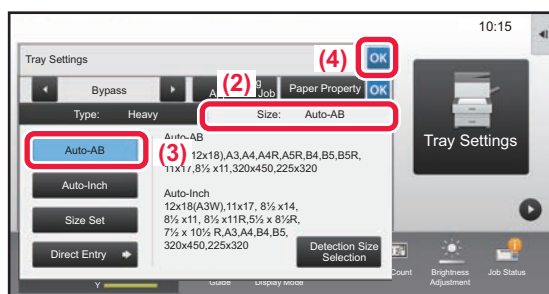 10:15
Tray Settings
(4)
OK
Bypass
(2)
Job
Paper Property
OK
Type: Heavy
Size: Auto-AB
Auto-AB
(3)
Auto-AB
12x18),A3,A4,A4R,A5R,B4,B5,B5R,
11x17,8½ x11,320x450,225x320
Auto-Inch
Auto-Inch
12x18(A3W),11x17, 8½ x14,
8½ x11, 8½ x11R,5½ x 8½R,
7½ x 10½ R,A3,A4,B4,B5,
320x450,225x320
Size Set
Direct Entry
Detection Size
Selection
Tray Settings
Y
Guide
Display Mode
Count
Brightness
Adjustment
Job Status